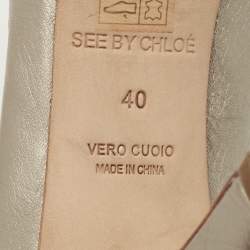 SEE BY CHLOÉ
40
VERO CUOIO
MADE IN CHINA